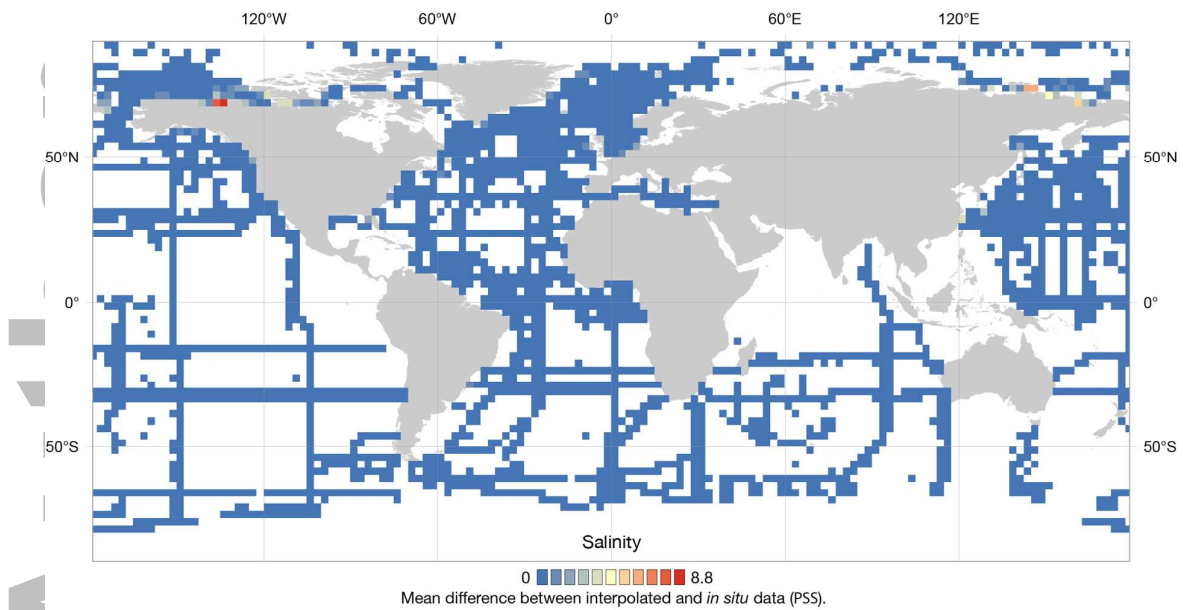 120°W 60°W 0° 60°E 120°E
50°N 50°N
0° 0°
50°S 50°S
Salinity
0 8.8
Mean difference between interpolated and in situ data (PSS).